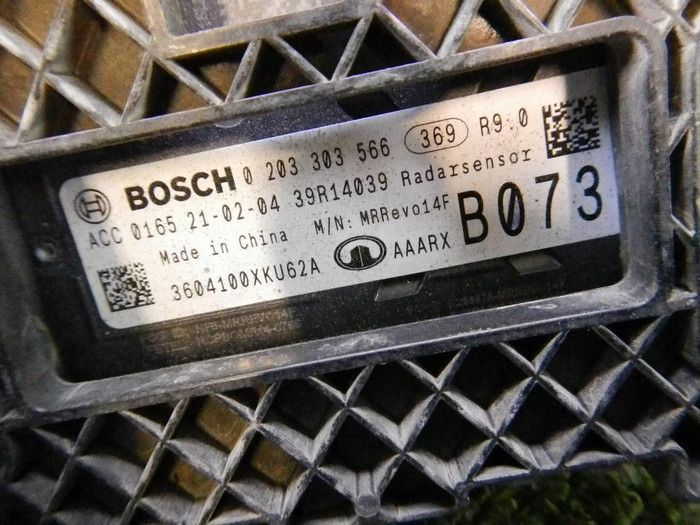 BOSCH 0 203 303 566 369 R9 0
ACC 0165 21-02-04 39R14039 Radarsensor
Made in China M/N: MRRevo14F B073
3604100XKU62A AAARX